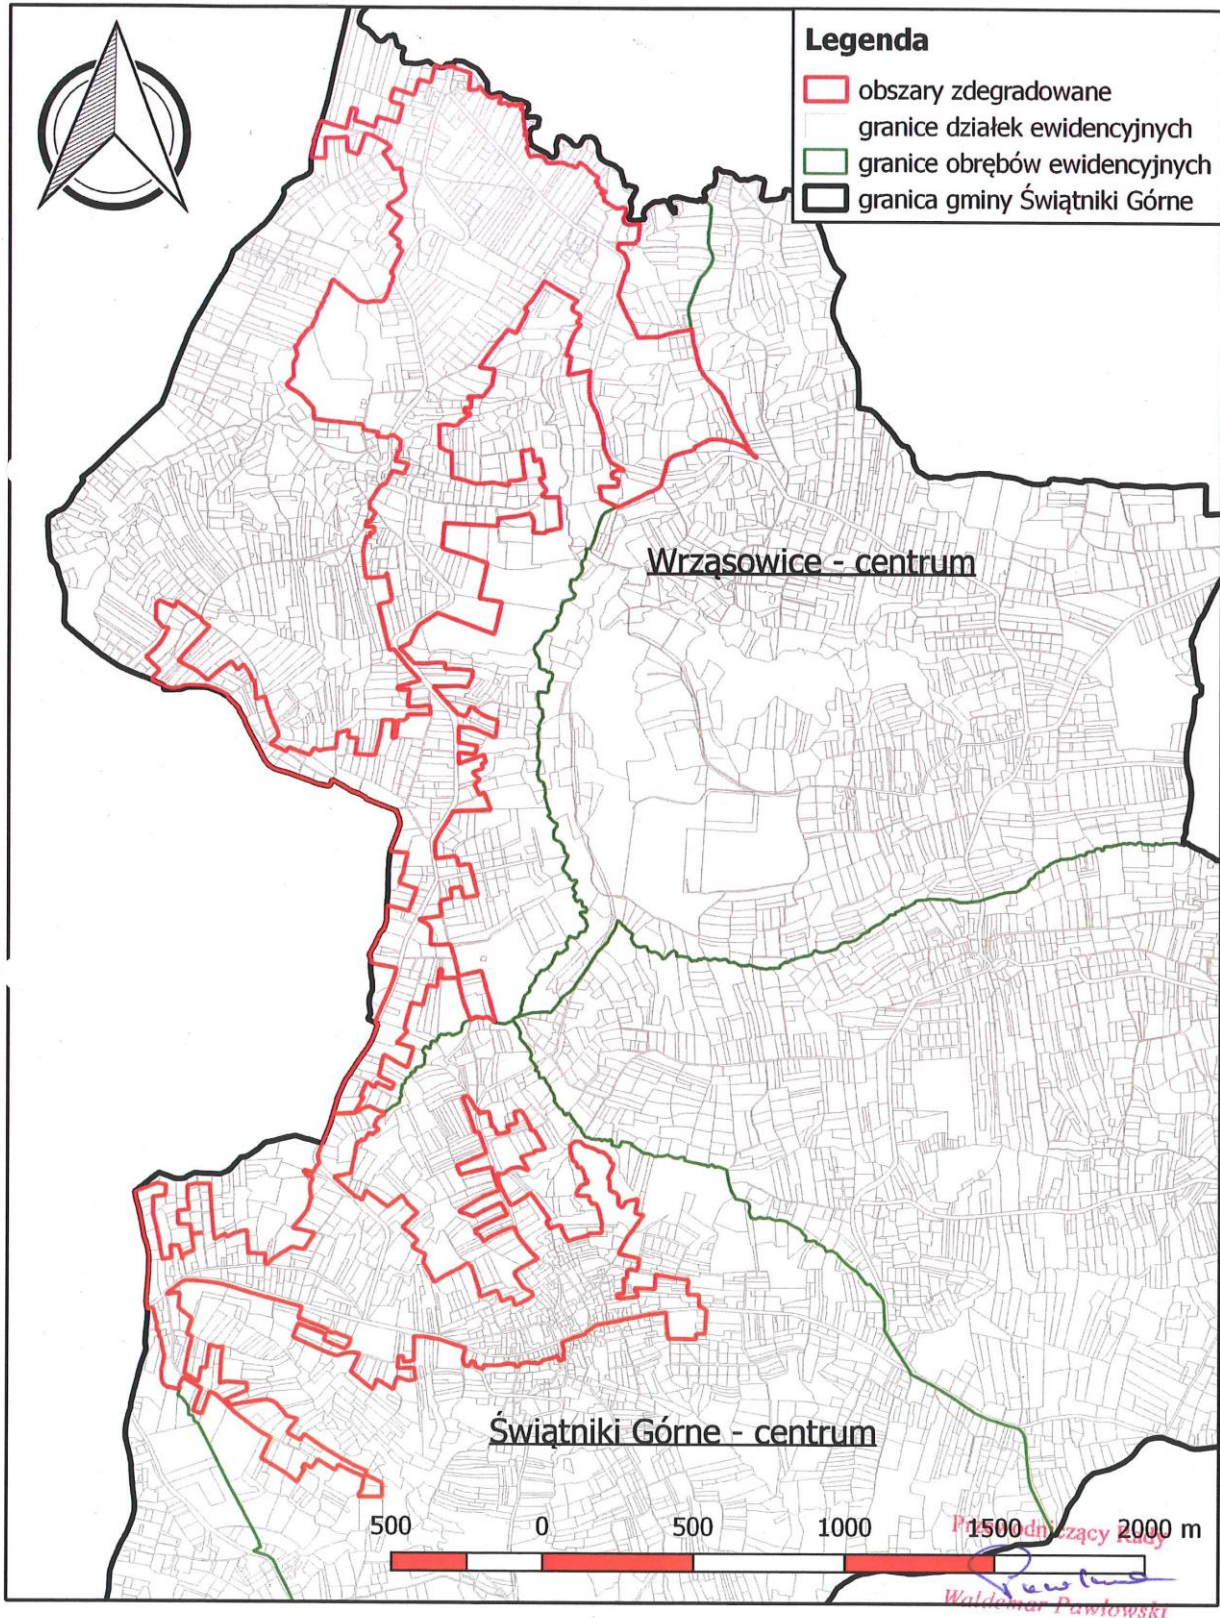 Legenda
obszary zdegradowane
granice działek ewidencyjnych
granice obrębów ewidencyjnych
granica gminy Świątniki Górne
Wrząsowice - centrum
Świątniki Górne - centrum
500 0 500 1000 1500 2000 m
Przewodniczący Rady
Waldemar Pawłowski